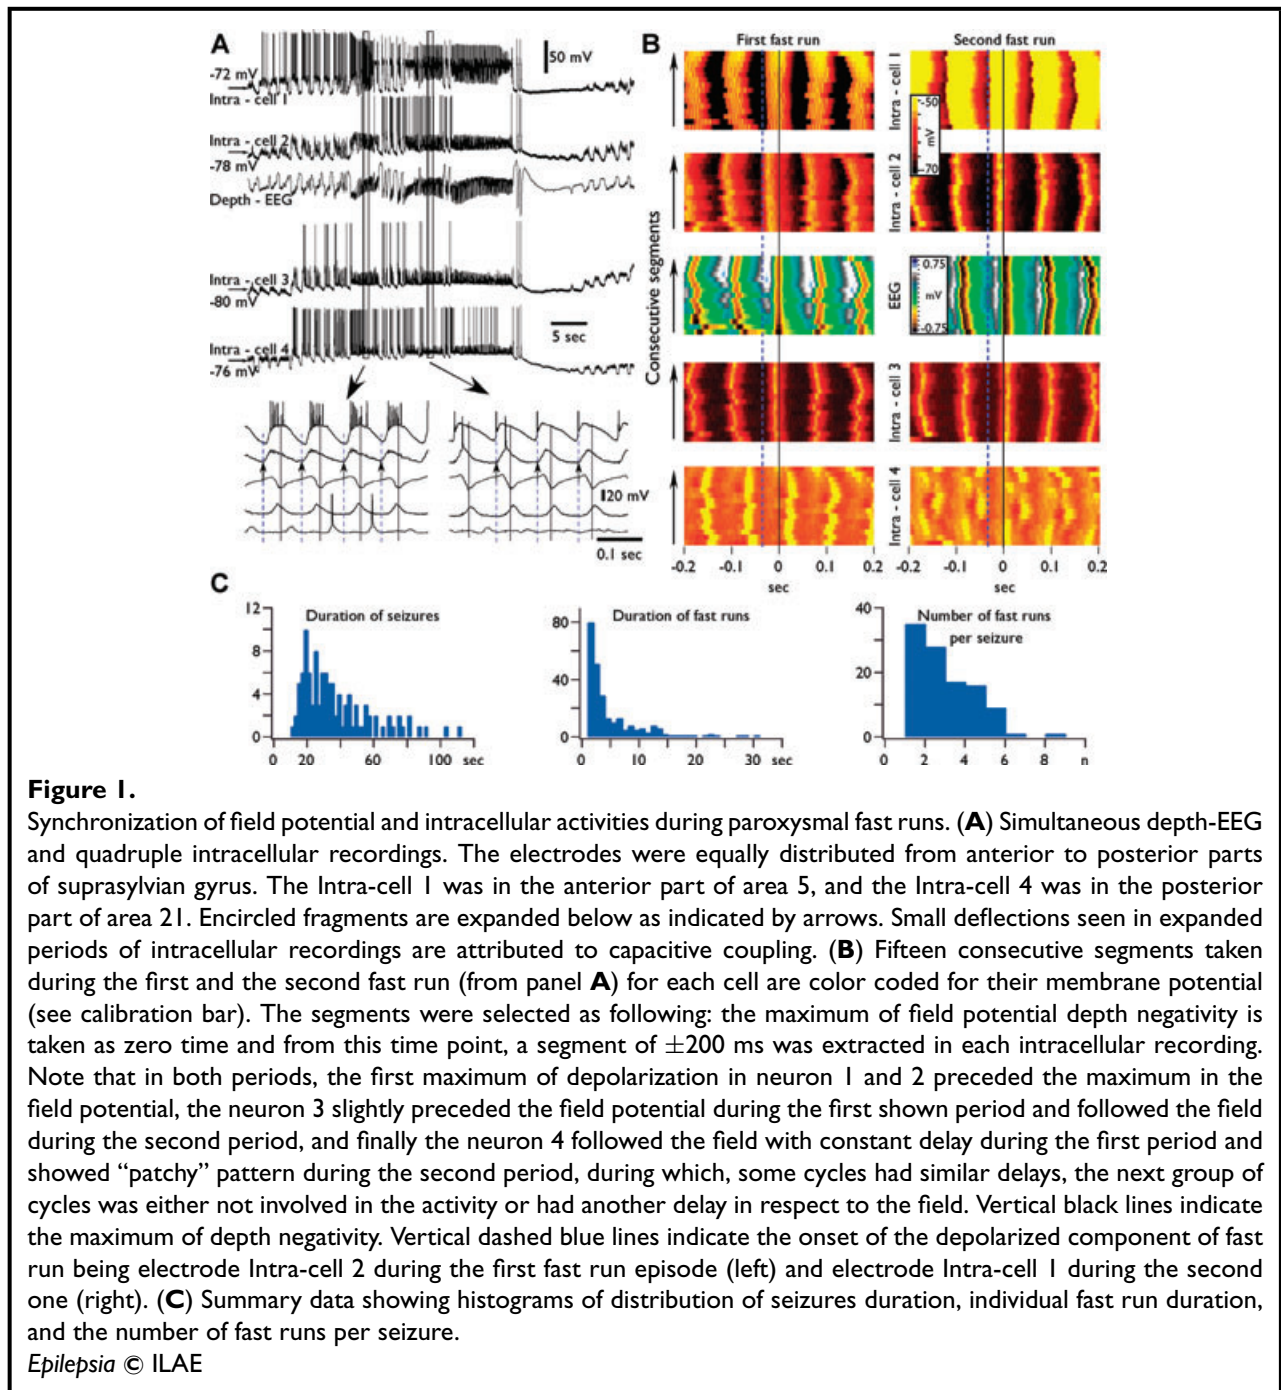 A
50 mV
-72 mV
Intra - cell 1
Intra - cell 2
-78 mV
Depth - EEG
Intra - cell 3
-80 mV
5 sec
Intra - cell 4
-76 mV
20 mV
0.1 sec
B
First fast run
Second fast run
Consecutive segments
Intra - cell 1
-50
mV
-70
Intra - cell 2
0.75
mV
-0.75
EEG
Intra - cell 3
Intra - cell 4
-0.2 -0.1 0 0.1 0.2
sec
-0.2 -0.1 0 0.1 0.2
sec
C
Duration of seizures
12
8
4
0
0 20 60 100 sec
Duration of fast runs
80
40
0
0 10 20 30 sec
Number of fast runs
per seizure
40
20
0
0 2 4 6 8 n
Figure 1.
Synchronization of field potential and intracellular activities during paroxysmal fast runs. (A) Simultaneous depth-EEG
and quadruple intracellular recordings. The electrodes were equally distributed from anterior to posterior parts
of suprasylvian gyrus. The Intra-cell 1 was in the anterior part of area 5, and the Intra-cell 4 was in the posterior
part of area 21. Encircled fragments are expanded below as indicated by arrows. Small deflections seen in expanded
periods of intracellular recordings are attributed to capacitive coupling. (B) Fifteen consecutive segments taken
during the first and the second fast run (from panel A) for each cell are color coded for their membrane potential
(see calibration bar). The segments were selected as following: the maximum of field potential depth negativity is
taken as zero time and from this time point, a segment of ±200 ms was extracted in each intracellular recording.
Note that in both periods, the first maximum of depolarization in neuron 1 and 2 preceded the maximum in the
field potential, the neuron 3 slightly preceded the field potential during the first shown period and followed the field
during the second period, and finally the neuron 4 followed the field with constant delay during the first period and
showed “patchy” pattern during the second period, during which, some cycles had similar delays, the next group of
cycles was either not involved in the activity or had another delay in respect to the field. Vertical black lines indicate
the maximum of depth negativity. Vertical dashed blue lines indicate the onset of the depolarized component of fast
run being electrode Intra-cell 2 during the first fast run episode (left) and electrode Intra-cell 1 during the second
one (right). (C) Summary data showing histograms of distribution of seizures duration, individual fast run duration,
and the number of fast runs per seizure.
Epilepsia © ILAE